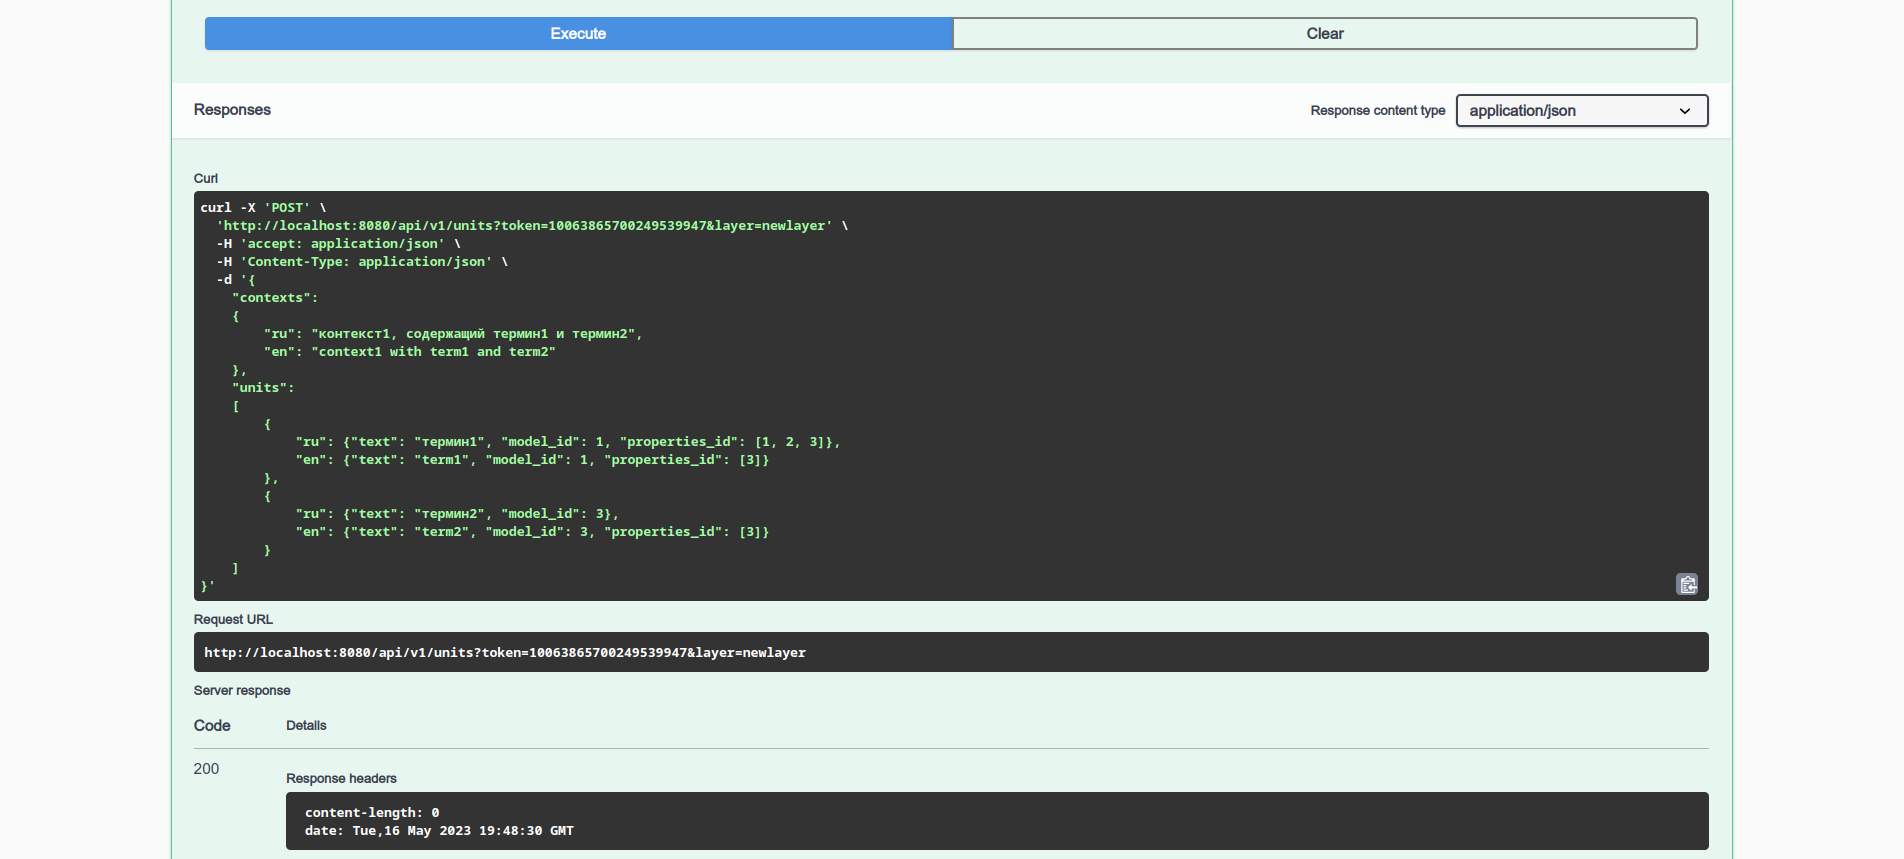 Execute
Clear
Responses
Response content type
application/json
Curl
curl -X 'POST' \
  'http://localhost:8080/api/v1/units?token=10063865700249539947&layer=newlayer' \
  -H 'accept: application/json' \
  -H 'Content-Type: application/json' \
  -d '{
    "contexts":
    {
        "ru": "контекст1, содержащий термин1 и термин2",
        "en": "context1 with term1 and term2"
    },
    "units":
    [
        {
            "ru": {"text": "термин1", "model_id": 1, "properties_id": [1, 2, 3]},
            "en": {"text": "term1", "model_id": 1, "properties_id": [3]}
        },
        {
            "ru": {"text": "термин2", "model_id": 3},
            "en": {"text": "term2", "model_id": 3, "properties_id": [3]}
        }
    ]
}'
Request URL
http://localhost:8080/api/v1/units?token=10063865700249539947&layer=newlayer
Server response
Code
Details
200
Response headers
content-length: 0
date: Tue,16 May 2023 19:48:30 GMT